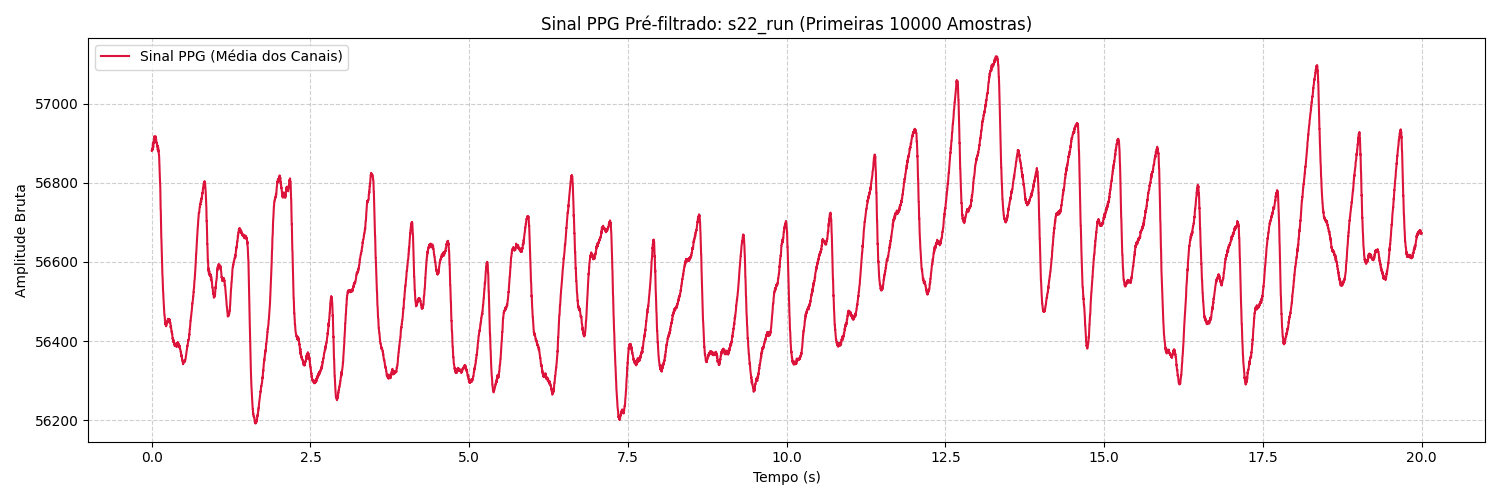 Sinal PPG Pré-filtrado: s22_run (Primeiras 10000 Amostras)
Sinal PPG (Média dos Canais)
Amplitude Bruta
57000
56800
56600
56400
56200
0.0 2.5 5.0 7.5 10.0 12.5 15.0 17.5 20.0
Tempo (s)